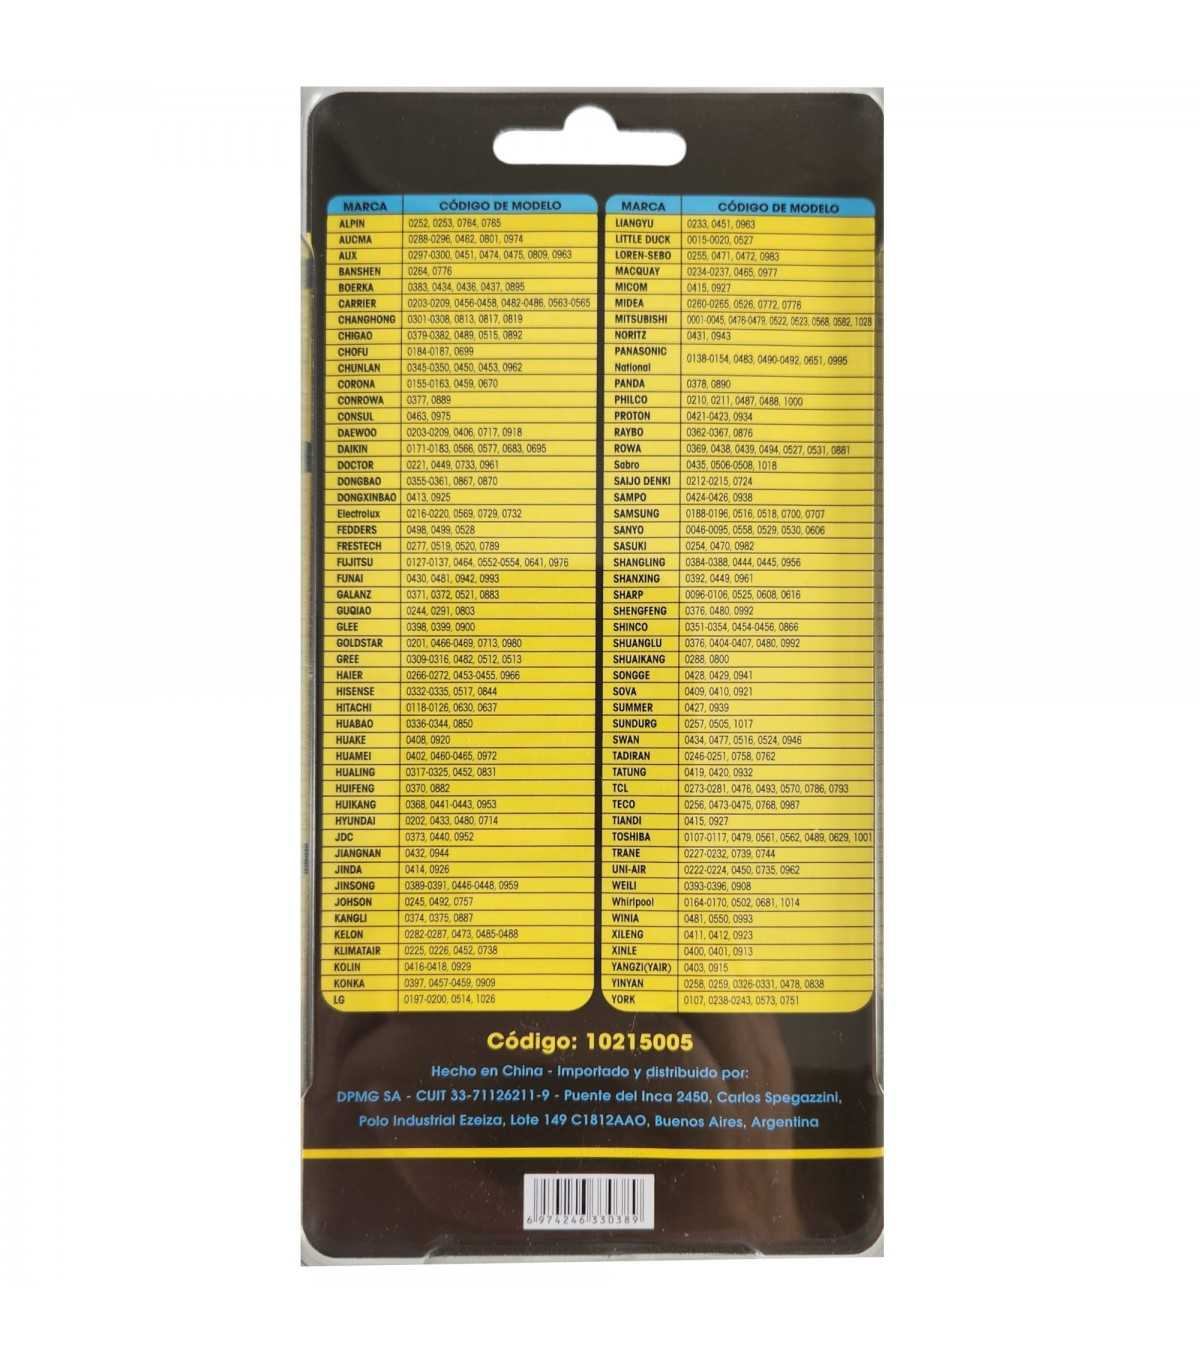 MARCA CÓDIGO DE MODELO
ALPIN 0252, 0253, 0764, 0765
AUCMA 0288-0296, 0462, 0801, 0974
AUX 0297-0300, 0451, 0474, 0475, 0809, 0963
BANSHEN 0264, 0776
BOERKA 0383, 0434, 0436, 0437, 0895
CARRIER 0203-0209, 0456-0458, 0482-0486, 0563-0565
CHANGHONG 0301-0308, 0813, 0817, 0819
CHIGAO 0379-0382, 0489, 0515, 0892
CHOFU 0184-0187, 0699
CHUNLAN 0345-0350, 0450, 0453, 0962
CORONA 0155-0163, 0459, 0670
CONROWA 0377, 0889
CONSUL 0463, 0975
DAEWOO 0203-0209, 0406, 0717, 0918
DAIKIN 0171-0183, 0566, 0577, 0683, 0695
DOCTOR 0221, 0449, 0733, 0961
DONGBAO 0355-0361, 0867, 0870
DONGXINBAO 0413, 0925
Electrolux 0216-0220, 0569, 0729, 0732
FEDDERS 0498, 0499, 0528
FRESTECH 0277, 0519, 0520, 0789
FUJITSU 0127-0137, 0464, 0552-0554, 0641, 0976
FUNAI 0430, 0481, 0942, 0993
GALANZ 0371, 0372, 0521, 0883
GUQIAO 0244, 0291, 0803
GLEE 0398, 0399, 0900
GOLDSTAR 0201, 0466-0469, 0713, 0980
GREE 0309-0316, 0482, 0512, 0513
HAIER 0266-0272, 0453-0455, 0966
HISENSE 0332-0335, 0517, 0844
HITACHI 0118-0126, 0630, 0637
HUABAO 0336-0344, 0850
HUAKE 0408, 0920
HUAMEI 0402, 0460-0465, 0972
HUALING 0317-0325, 0452, 0831
HUIFENG 0370, 0882
HUIKANG 0368, 0441-0443, 0953
HYUNDAI 0202, 0433, 0480, 0714
JDC 0373, 0440, 0952
JIANGNAN 0432, 0944
JINDA 0414, 0926
JINSONG 0389-0391, 0446-0448, 0959
JOHSON 0245, 0492, 0757
KANGLI 0374, 0375, 0887
KELON 0282-0287, 0473, 0485-0488
KLIMATAIR 0225, 0226, 0452, 0738
KOLIN 0416-0418, 0929
KONKA 0397, 0457-0459, 0909
LG 0197-0200, 0514, 1026
MARCA CÓDIGO DE MODELO
LIANGYU 0233, 0451, 0963
LITTLE DUCK 0015-0020, 0527
LOREN-SEBO 0255, 0471, 0472, 0983
MACQUAY 0234-0237, 0465, 0977
MICOM 0415, 0927
MIDEA 0260-0265, 0526, 0772, 0776
MITSUBISHI 0001-0045, 0476-0479, 0522, 0523, 0568, 0582, 1028
NORITZ 0431, 0943
PANASONIC
National 0138-0154, 0483, 0490-0492, 0651, 0995
PANDA 0378, 0890
PHILCO 0210, 0211, 0487, 0488, 1000
PROTON 0421-0423, 0934
RAYBO 0362-0367, 0876
ROWA 0369, 0438, 0439, 0494, 0527, 0531, 0881
Sabro 0435, 0506-0508, 1018
SAIJO DENKI 0212-0215, 0724
SAMPO 0424-0426, 0938
SAMSUNG 0188-0196, 0516, 0518, 0700, 0707
SANYO 0046-0095, 0558, 0529, 0530, 0606
SASUKI 0254, 0470, 0982
SHANGLING 0384-0388, 0444, 0445, 0956
SHANXING 0392, 0449, 0961
SHARP 0096-0106, 0525, 0608, 0616
SHENGFENG 0376, 0480, 0992
SHINCO 0351-0354, 0454-0456, 0866
SHUANGLU 0376, 0404-0407, 0480, 0992
SHUAIKANG 0288, 0800
SONGGE 0428, 0429, 0941
SOVA 0409, 0410, 0921
SUMMER 0427, 0939
SUNDURG 0257, 0505, 1017
SWAN 0434, 0477, 0516, 0524, 0946
TADIRAN 0246-0251, 0758, 0762
TATUNG 0419, 0420, 0932
TCL 0273-0281, 0476, 0493, 0570, 0786, 0793
TECO 0256, 0473-0475, 0768, 0987
TIANDI 0415, 0927
TOSHIBA 0107-0117, 0479, 0561, 0562, 0489, 0629, 1001
TRANE 0227-0232, 0739, 0744
UNI-AIR 0222-0224, 0450, 0735, 0962
WEILI 0393-0396, 0908
Whirlpool 0164-0170, 0502, 0681, 1014
WINIA 0481, 0550, 0993
XILENG 0411, 0412, 0923
XINLE 0400, 0401, 0913
YANGZI(YAIR) 0403, 0915
YINYAN 0258, 0259, 0326-0331, 0478, 0838
YORK 0107, 0238-0243, 0573, 0751
Código: 10215005
Hecho en China - Importado y distribuido por:
DPMG SA - CUIT 33-71126211-9 - Puente del Inca 2450, Carlos Spegazzini,
Polo Industrial Ezeiza, Lote 149 C1812AAO, Buenos Aires, Argentina
6 974246 330389